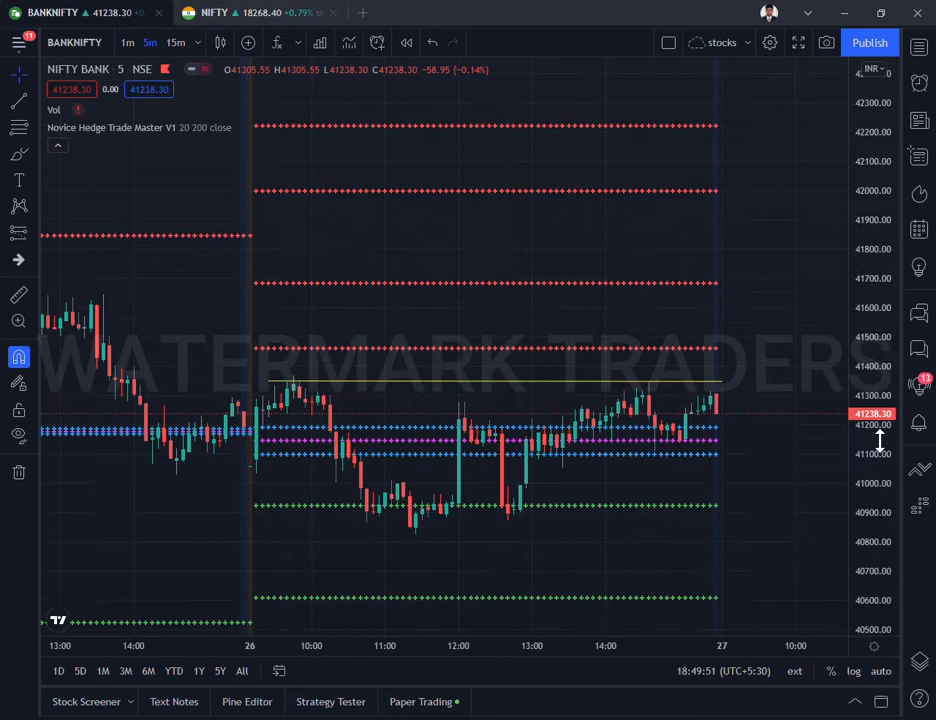 BANKNIFTY ▲ 41238.30 +0.
NIFTY ▲ 18268.40 +0.79%
11
BANKNIFTY 1m 5m 15m
stocks
Publish
NIFTY BANK · 5 · NSE
O41305.55 H41305.55 L41238.30 C41238.30 −58.95 (−0.14%)
INR
41238.30 0.00 41238.30
Vol
Novice Hedge Trade Master V1 20 200 close
42300.00
42200.00
42100.00
42000.00
41900.00
41800.00
41700.00
41600.00
41500.00
WATERMARK TRADERS
41400.00
13
41300.00
41238.30
41200.00
41100.00
41000.00
40900.00
40800.00
40700.00
40600.00
40500.00
13:00 14:00 26 10:00 11:00 12:00 13:00 14:00 27 10:00
1D 5D 1M 3M 6M YTD 1Y 5Y All
18:49:51 (UTC+5:30) ext % log auto
Stock Screener Text Notes Pine Editor Strategy Tester Paper Trading